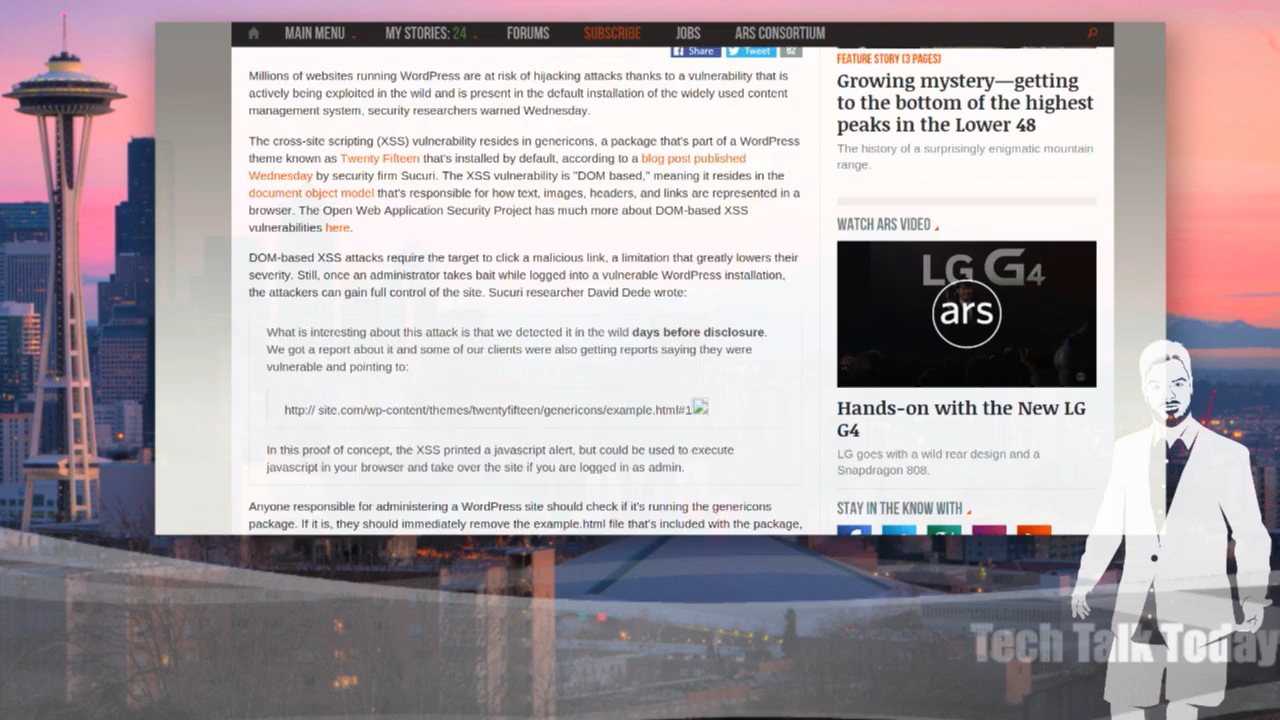 MAIN MENU
MY STORIES: 24
FORUMS
SUBSCRIBE
JOBS
ARS CONSORTIUM
Share
Tweet
62
Millions of websites running WordPress are at risk of hijacking attacks thanks to a vulnerability that is
actively being exploited in the wild and is present in the default installation of the widely used content
management system, security researchers warned Wednesday.
The cross-site scripting (XSS) vulnerability resides in genericons, a package that's part of a WordPress
theme known as Twenty Fifteen that's installed by default, according to a blog post published
Wednesday by security firm Sucuri. The XSS vulnerability is "DOM based," meaning it resides in the
document object model that's responsible for how text, images, headers, and links are represented in a
browser. The Open Web Application Security Project has much more about DOM-based XSS
vulnerabilities here.
DOM-based XSS attacks require the target to click a malicious link, a limitation that greatly lowers their
severity. Still, once an administrator takes bait while logged into a vulnerable WordPress installation,
the attackers can gain full control of the site. Sucuri researcher David Dede wrote:
What is interesting about this attack is that we detected it in the wild days before disclosure.
We got a report about it and some of our clients were also getting reports saying they were
vulnerable and pointing to:
http:// site.com/wp-content/themes/twentyfifteen/genericons/example.html#1
In this proof of concept, the XSS printed a javascript alert, but could be used to execute
javascript in your browser and take over the site if you are logged in as admin.
Anyone responsible for administering a WordPress site should check if it's running the genericons
package. If it is, they should immediately remove the example.html file that's included with the package,
FEATURE STORY (3 PAGES)
Growing mystery—getting
to the bottom of the highest
peaks in the Lower 48
The history of a surprisingly enigmatic mountain
range.
WATCH ARS VIDEO
LG G4
ars
Hands-on with the New LG
G4
LG goes with a wild rear design and a
Snapdragon 808.
STAY IN THE KNOW WITH
Tech Talk Today